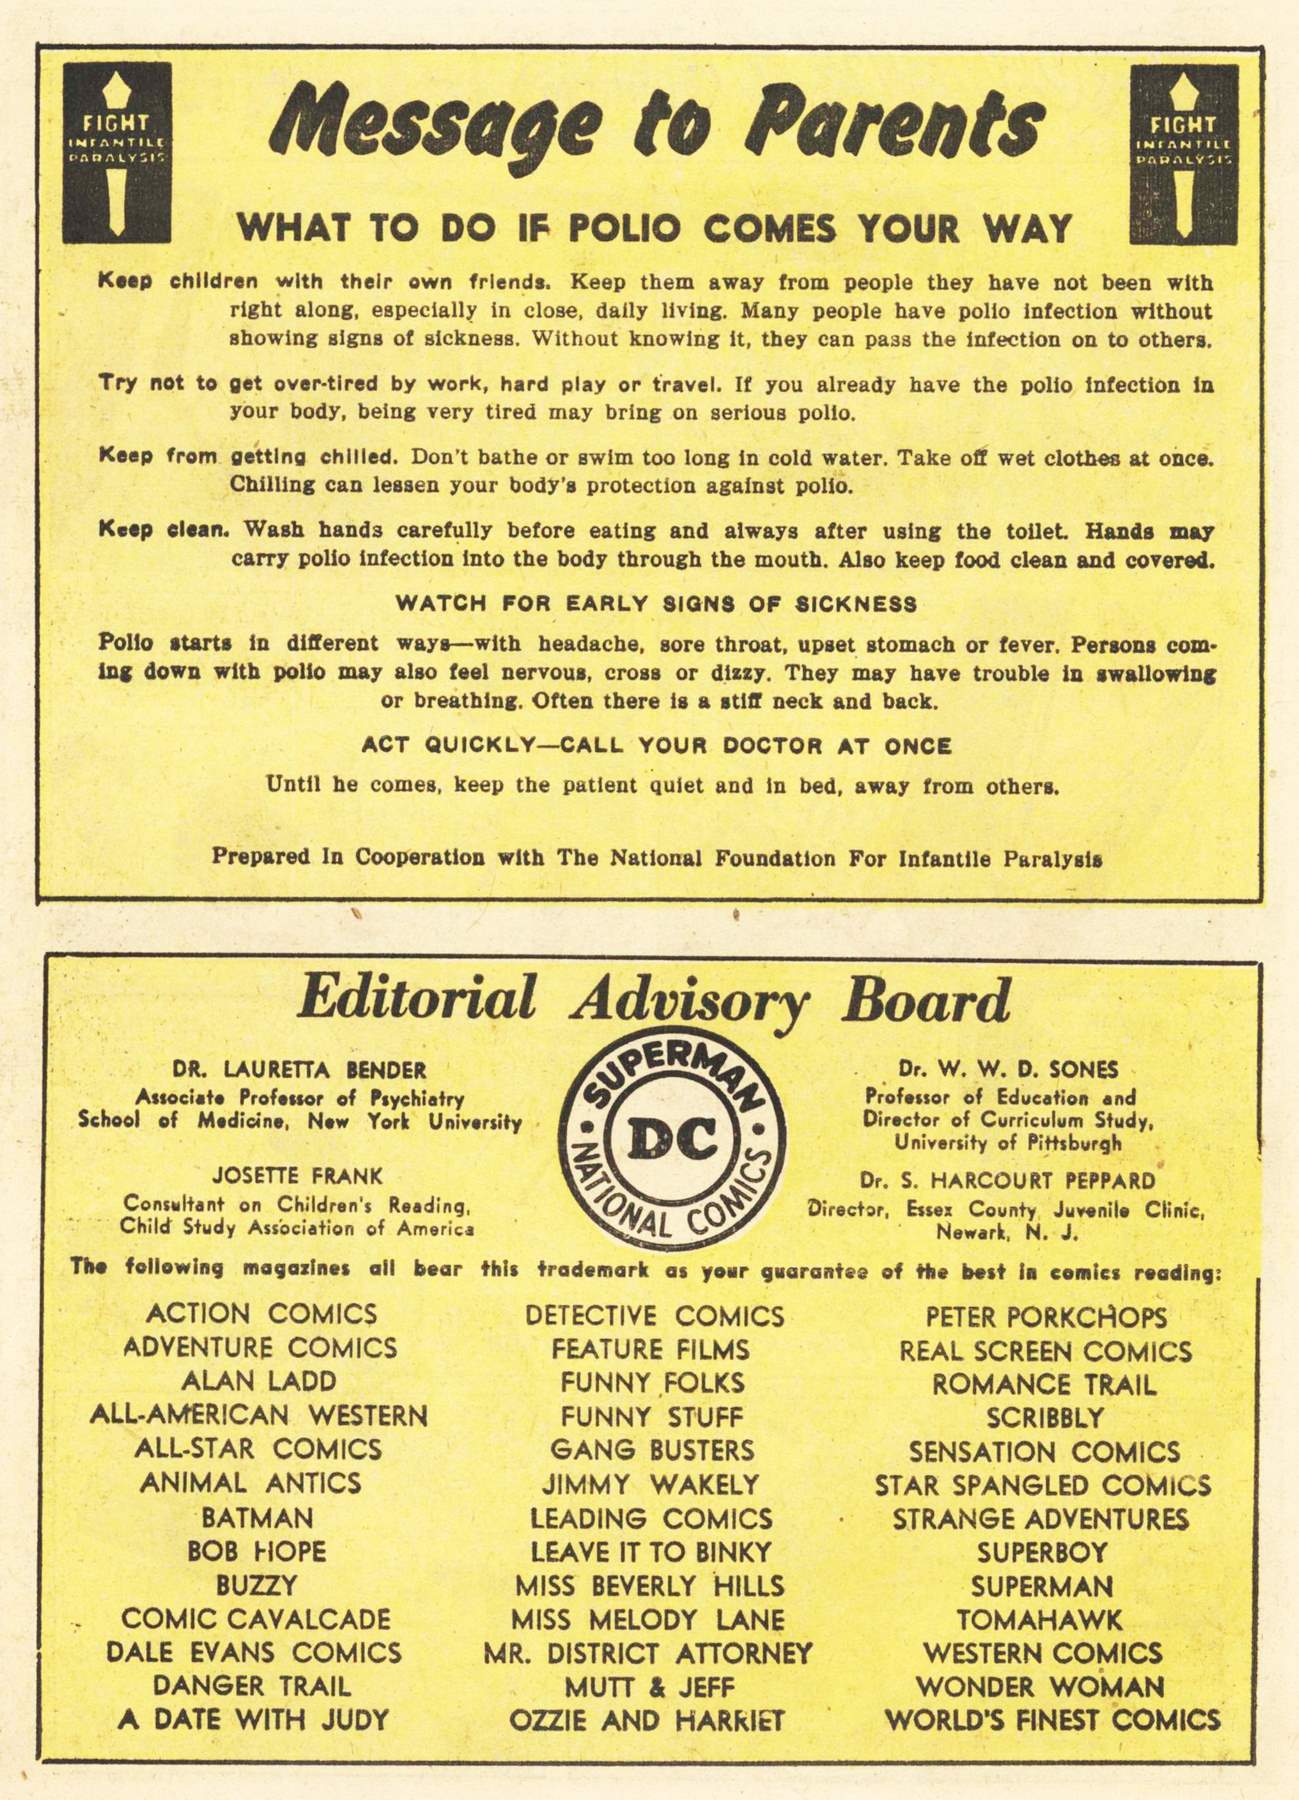 FIGHT
INFANTILE
PARALYSIS
Message to Parents
FIGHT
INFANTILE
PARALYSIS
WHAT TO DO IF POLIO COMES YOUR WAY
Keep children with their own friends. Keep them away from people they have not been with
right along, especially in close, daily living. Many people have polio infection without
showing signs of sickness. Without knowing it, they can pass the infection on to others.
Try not to get over-tired by work, hard play or travel. If you already have the polio infection in
your body, being very tired may bring on serious polio.
Keep from getting chilled. Don't bathe or swim too long in cold water. Take off wet clothes at once.
Chilling can lessen your body's protection against polio.
Keep clean. Wash hands carefully before eating and always after using the toilet. Hands may
carry polio infection into the body through the mouth. Also keep food clean and covered.
WATCH FOR EARLY SIGNS OF SICKNESS
Polio starts in different ways—with headache, sore throat, upset stomach or fever. Persons com-
ing down with polio may also feel nervous, cross or dizzy. They may have trouble in swallowing
or breathing. Often there is a stiff neck and back.
ACT QUICKLY—CALL YOUR DOCTOR AT ONCE
Until he comes, keep the patient quiet and in bed, away from others.
Prepared In Cooperation with The National Foundation For Infantile Paralysis
Editorial Advisory Board
DR. LAURETTA BENDER
Associate Professor of Psychiatry
School of Medicine, New York University
JOSETTE FRANK
Consultant on Children's Reading,
Child Study Association of America
SUPERMAN
DC
NATIONAL COMICS
Dr. W. W. D. SONES
Professor of Education and
Director of Curriculum Study,
University of Pittsburgh
Dr. S. HARCOURT PEPPARD
Director, Essex County Juvenile Clinic,
Newark, N. J.
The following magazines all bear this trademark as your guarantee of the best in comics reading:
ACTION COMICS
ADVENTURE COMICS
ALAN LADD
ALL-AMERICAN WESTERN
ALL-STAR COMICS
ANIMAL ANTICS
BATMAN
BOB HOPE
BUZZY
COMIC CAVALCADE
DALE EVANS COMICS
DANGER TRAIL
A DATE WITH JUDY
DETECTIVE COMICS
FEATURE FILMS
FUNNY FOLKS
FUNNY STUFF
GANG BUSTERS
JIMMY WAKELY
LEADING COMICS
LEAVE IT TO BINKY
MISS BEVERLY HILLS
MISS MELODY LANE
MR. DISTRICT ATTORNEY
MUTT & JEFF
OZZIE AND HARRIET
PETER PORKCHOPS
REAL SCREEN COMICS
ROMANCE TRAIL
SCRIBBLY
SENSATION COMICS
STAR SPANGLED COMICS
STRANGE ADVENTURES
SUPERBOY
SUPERMAN
TOMAHAWK
WESTERN COMICS
WONDER WOMAN
WORLD'S FINEST COMICS